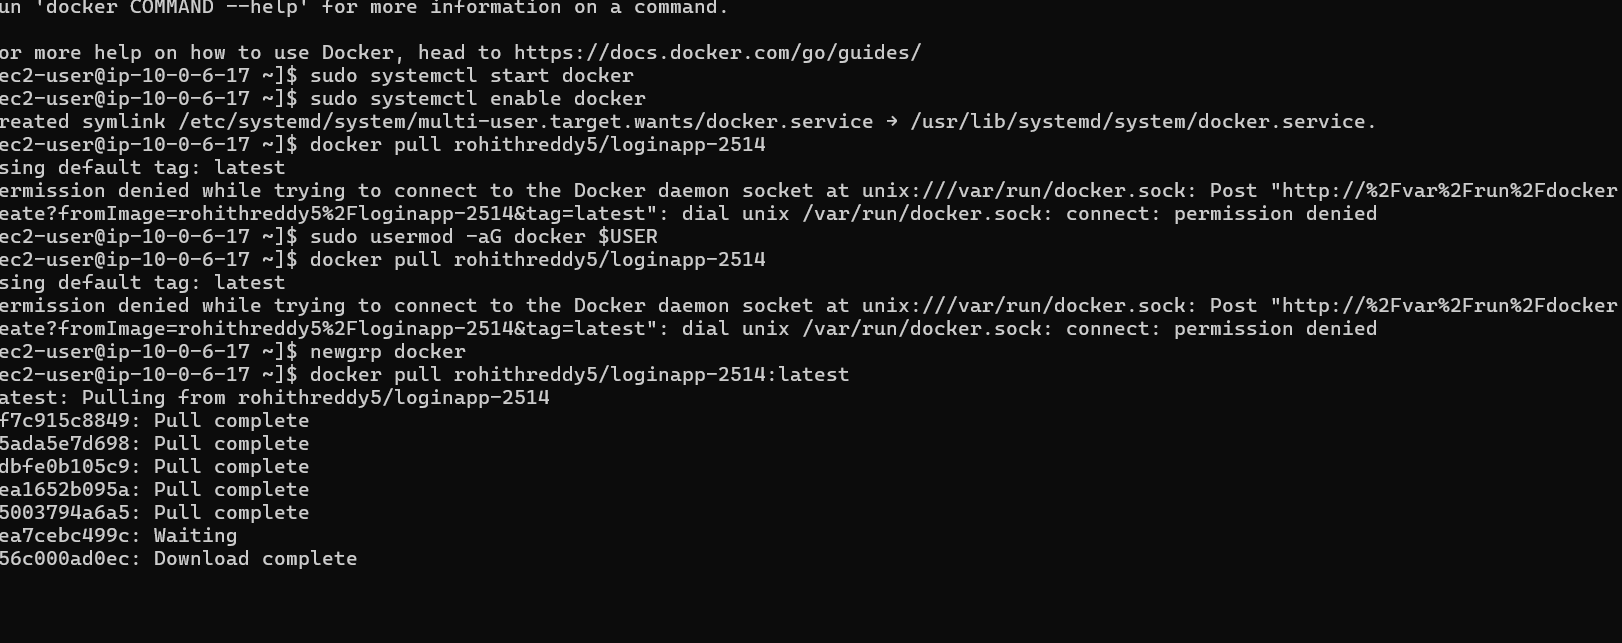 un 'docker COMMAND --help' for more information on a command.
or more help on how to use Docker, head to https://docs.docker.com/go/guides/
ec2-user@ip-10-0-6-17 ~]$ sudo systemctl start docker
ec2-user@ip-10-0-6-17 ~]$ sudo systemctl enable docker
reated symlink /etc/systemd/system/multi-user.target.wants/docker.service → /usr/lib/systemd/system/docker.service.
ec2-user@ip-10-0-6-17 ~]$ docker pull rohithreddy5/loginapp-2514
sing default tag: latest
ermission denied while trying to connect to the Docker daemon socket at unix:///var/run/docker.sock: Post "http://%2Fvar%2Frun%2Fdocker
eate?fromImage=rohithreddy5%2Floginapp-2514&tag=latest": dial unix /var/run/docker.sock: connect: permission denied
ec2-user@ip-10-0-6-17 ~]$ sudo usermod -aG docker $USER
ec2-user@ip-10-0-6-17 ~]$ docker pull rohithreddy5/loginapp-2514
sing default tag: latest
ermission denied while trying to connect to the Docker daemon socket at unix:///var/run/docker.sock: Post "http://%2Fvar%2Frun%2Fdocker
eate?fromImage=rohithreddy5%2Floginapp-2514&tag=latest": dial unix /var/run/docker.sock: connect: permission denied
ec2-user@ip-10-0-6-17 ~]$ newgrp docker
ec2-user@ip-10-0-6-17 ~]$ docker pull rohithreddy5/loginapp-2514:latest
atest: Pulling from rohithreddy5/loginapp-2514
f7c915c8849: Pull complete
5ada5e7d698: Pull complete
dbfe0b105c9: Pull complete
ea1652b095a: Pull complete
5003794a6a5: Pull complete
ea7cebc499c: Waiting
56c000ad0ec: Download complete